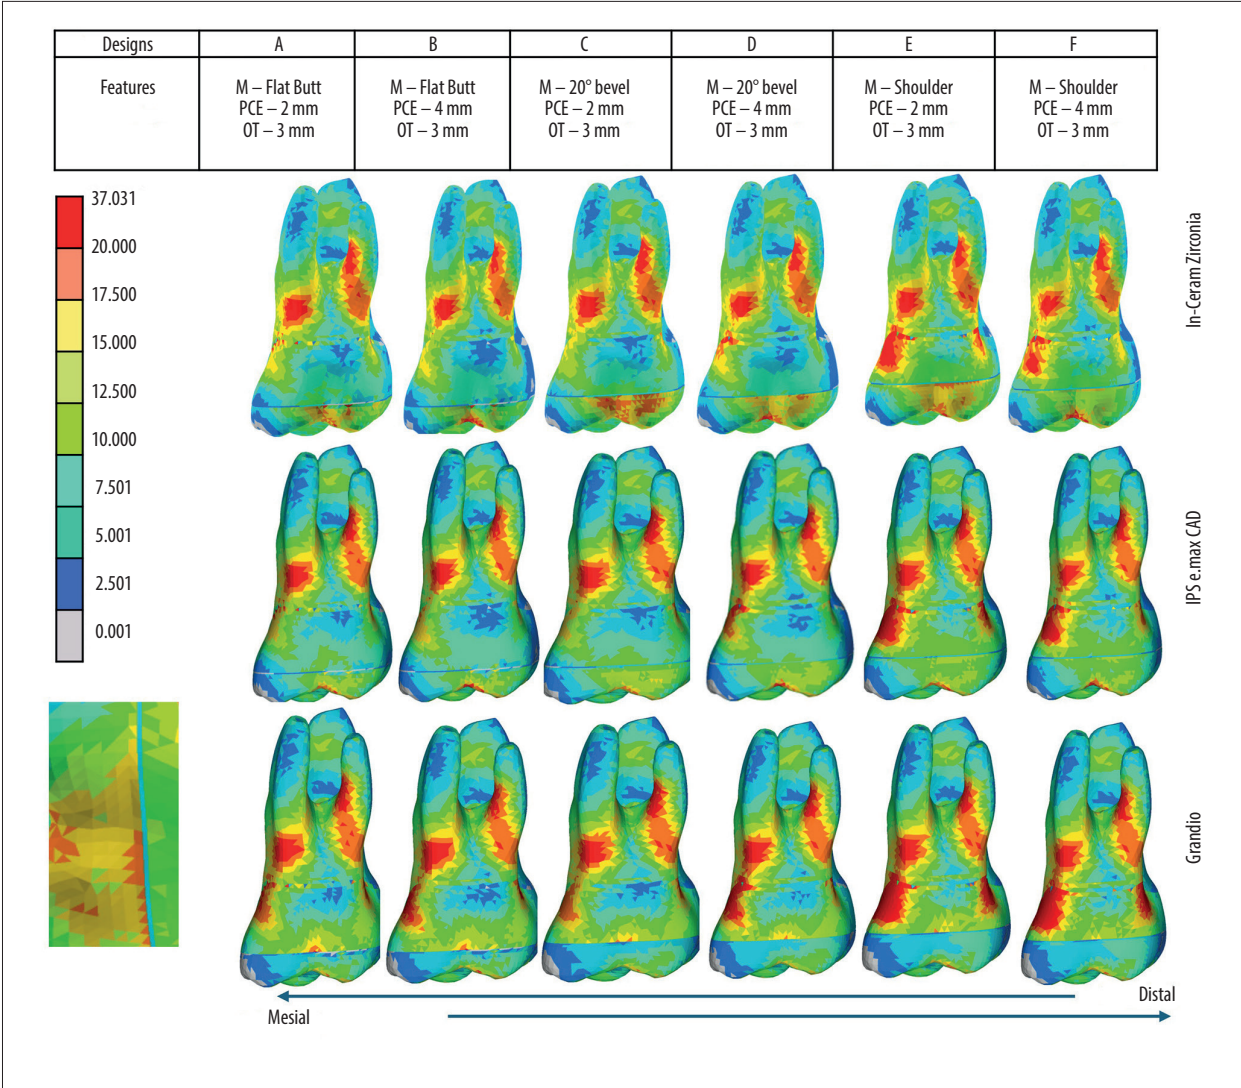 Designs A B C D E F
Features
M – Flat Butt
PCE – 2 mm
OT – 3 mm
M – Flat Butt
PCE – 4 mm
OT – 3 mm
M – 20° bevel
PCE – 2 mm
OT – 3 mm
M – 20° bevel
PCE – 4 mm
OT – 3 mm
M – Shoulder
PCE – 2 mm
OT – 3 mm
M – Shoulder
PCE – 4 mm
OT – 3 mm
37.031
20.000
17.500
15.000
12.500
10.000
7.501
5.001
2.501
0.001
In-Ceram Zirconia
IPS e.max CAD
Grandio
Distal
Mesial